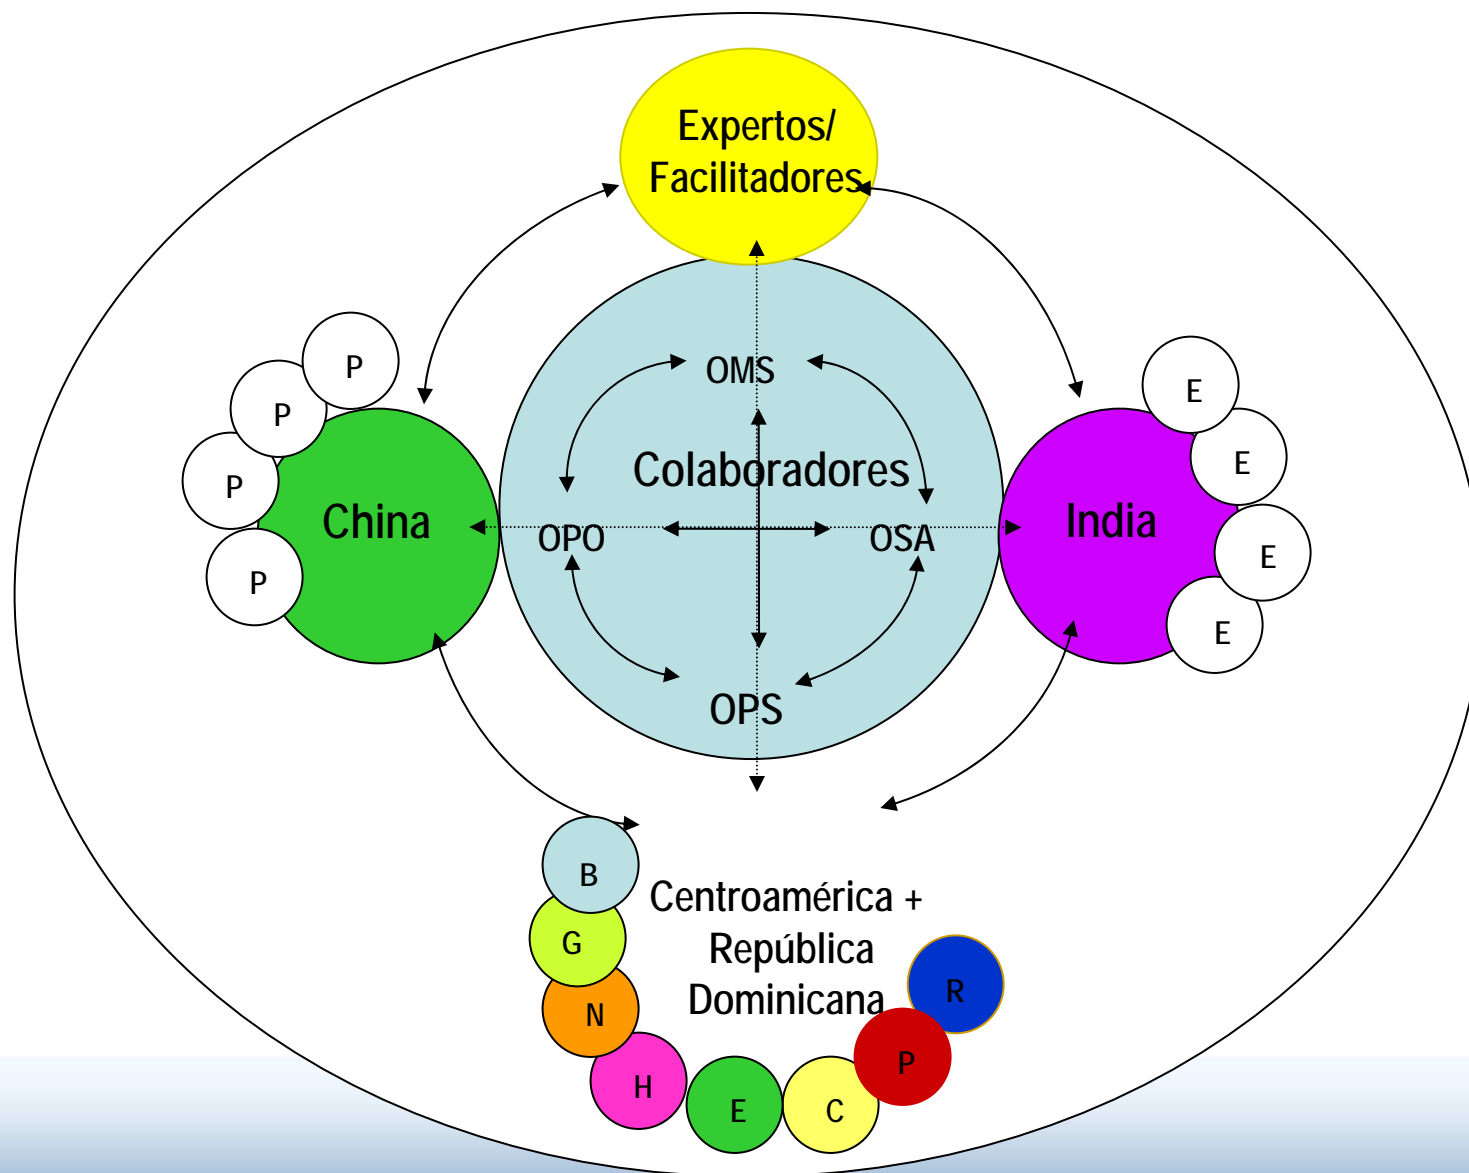 Expertos/
Facilitadores
P
P
P
P
China
OMS
Colaboradores
OPO
OSA
OPS
India
E
E
E
E
Centroamérica +
República
Dominicana
B
G
N
H
E
C
P
R